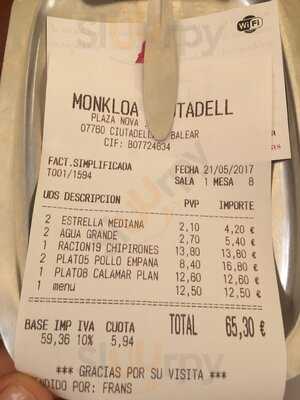 WiFi
MONKLOA CIUTADELL
PLAZA NOVA
07760 CIUTADELL BALEAR
CIF: B07724634
FACT.SIMPLIFICADA FECHA 21/05/2017
T001/1594 SALA 1 MESA 8
UDS DESCRIPCION PVP IMPORTE
2 ESTRELLA MEDIANA 2,10 4,20 €
2 AGUA GRANDE 2,70 5,40 €
1 RACION19 CHIPIRONES 13,80 13,80 €
2 PLATO5 POLLO EMPANA 8,40 16,80 €
1 PLATO8 CALAMAR PLAN 12,60 12,60 €
1 menu 12,50 12,50 €
BASE IMP IVA CUOTA TOTAL 65,30 €
59,36 10% 5,94
*** GRACIAS POR SU VISITA ***
NDIDO POR: FRANS